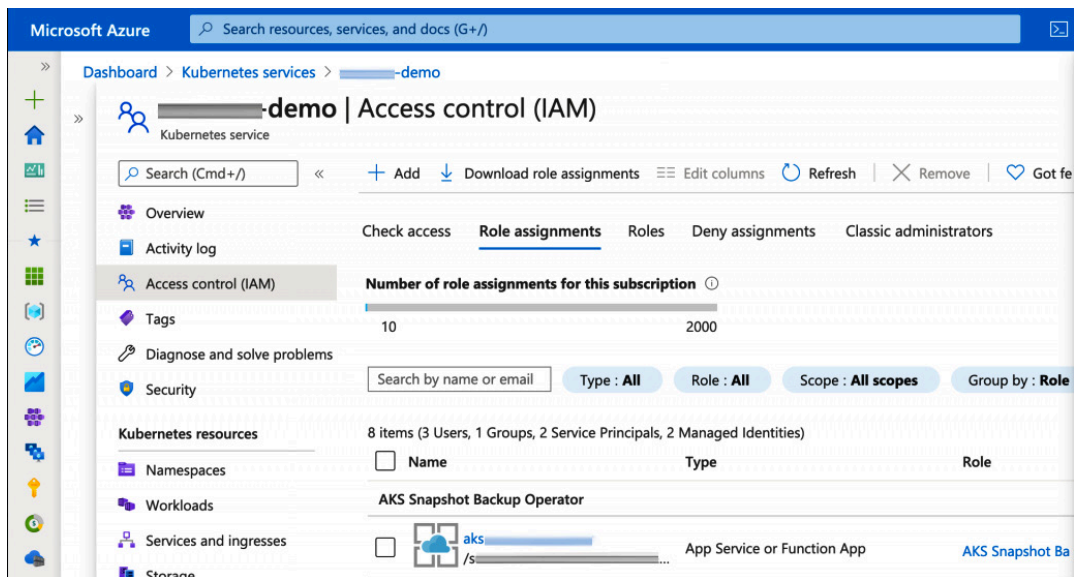 Microsoft Azure
Search resources, services, and docs (G+/)
Dashboard > Kubernetes services > -demo
-demo | Access control (IAM)
Kubernetes service
Search (Cmd+/)
«
+ Add
Download role assignments
Edit columns
Refresh
Remove
Got fe
Overview
Activity log
Access control (IAM)
Tags
Diagnose and solve problems
Security
Kubernetes resources
Namespaces
Workloads
Services and ingresses
Storage
Check access
Role assignments
Roles
Deny assignments
Classic administrators
Number of role assignments for this subscription
10
2000
Search by name or email
Type : All
Role : All
Scope : All scopes
Group by : Role
8 items (3 Users, 1 Groups, 2 Service Principals, 2 Managed Identities)
Name
Type
Role
AKS Snapshot Backup Operator
aks
/s ...
App Service or Function App
AKS Snapshot Ba